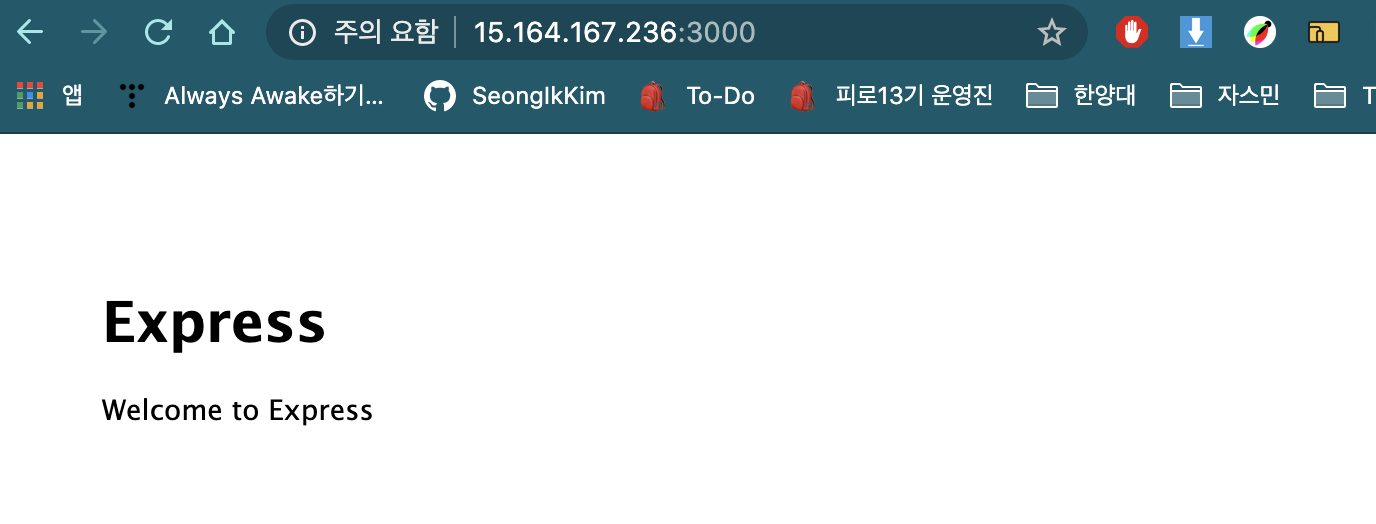 주의 요함 15.164.167.236:3000
앱 Always Awake하기... SeongIkKim To-Do 피로13기 운영진 한양대 자스민 T
Express
Welcome to Express